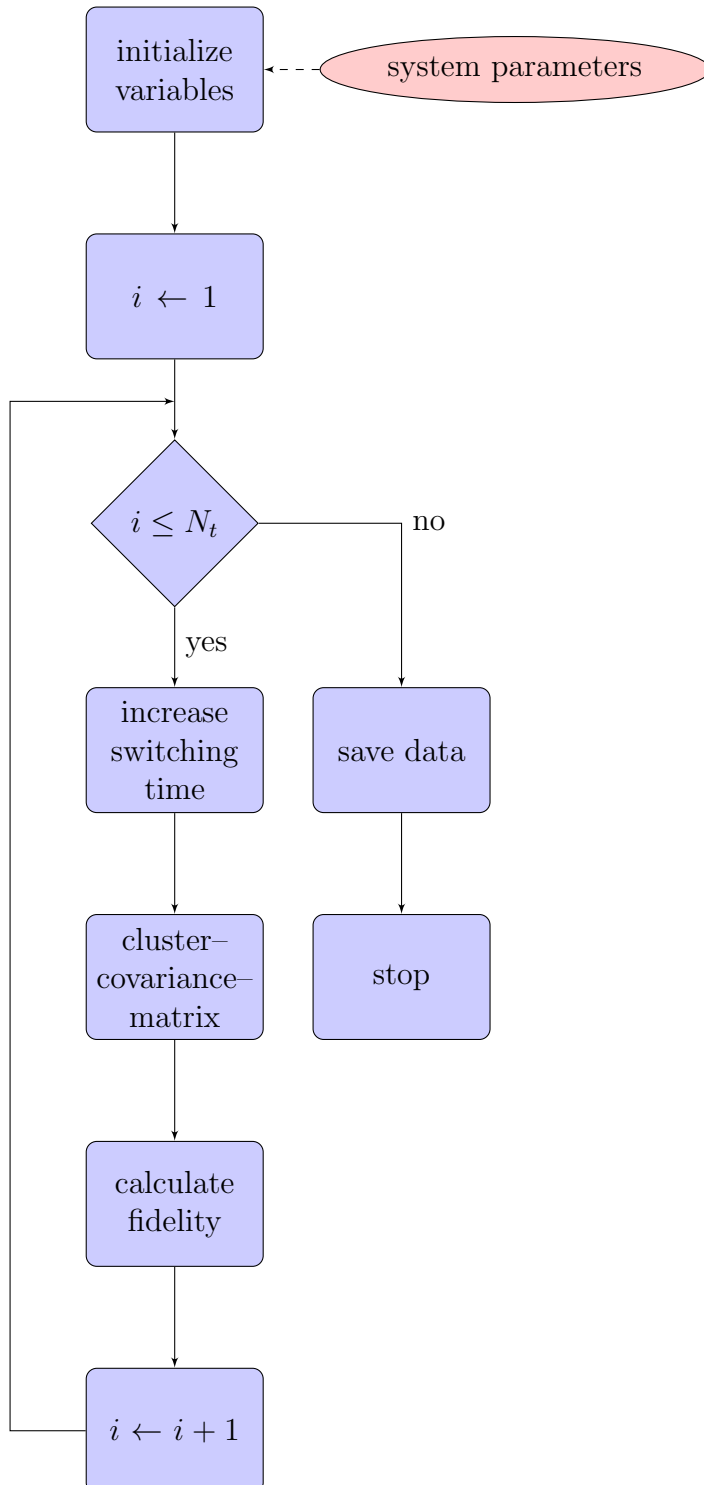 initialize
variables
system parameters
i ← 1
i ≤ N_t
no
yes
increase
switching
time
save data
cluster–
covariance–
matrix
stop
calculate
fidelity
i ← i + 1